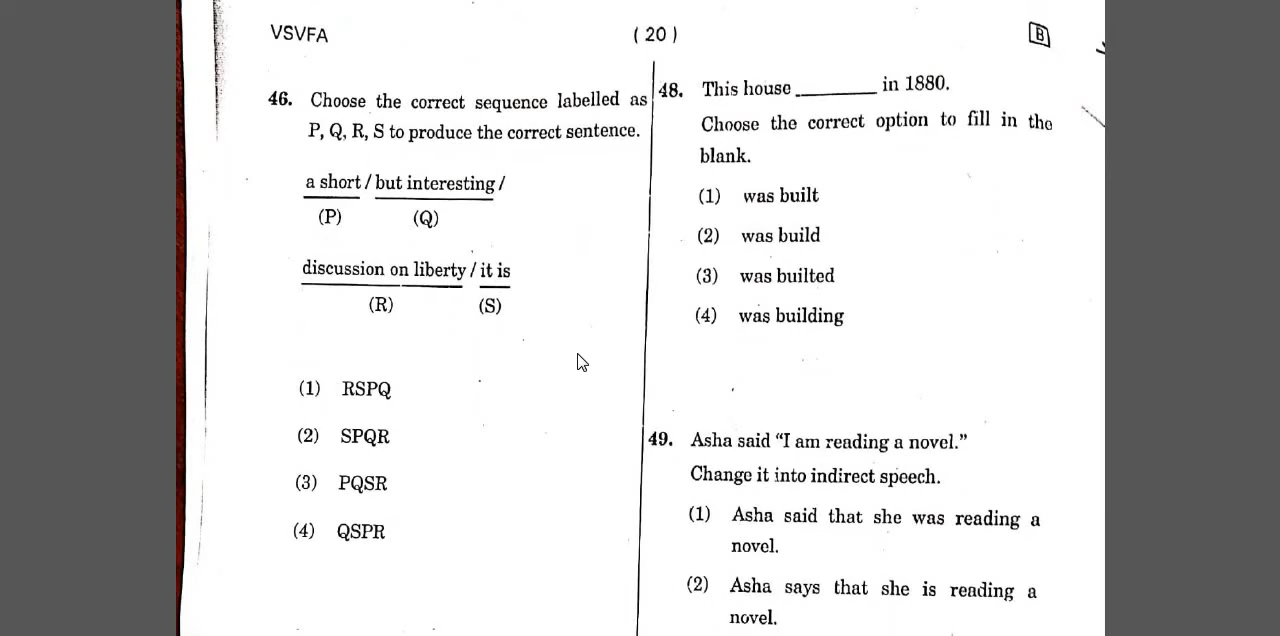 VSVFA
( 20 )
B
46. Choose the correct sequence labelled as
P, Q, R, S to produce the correct sentence.
a short / but interesting /
(P) (Q)
discussion on liberty / it is
(R) (S)
(1) RSPQ
(2) SPQR
(3) PQSR
(4) QSPR
48. This house ________ in 1880.
Choose the correct option to fill in the
blank.
(1) was built
(2) was build
(3) was builted
(4) was building
49. Asha said “I am reading a novel.”
Change it into indirect speech.
(1) Asha said that she was reading a
novel.
(2) Asha says that she is reading a
novel.